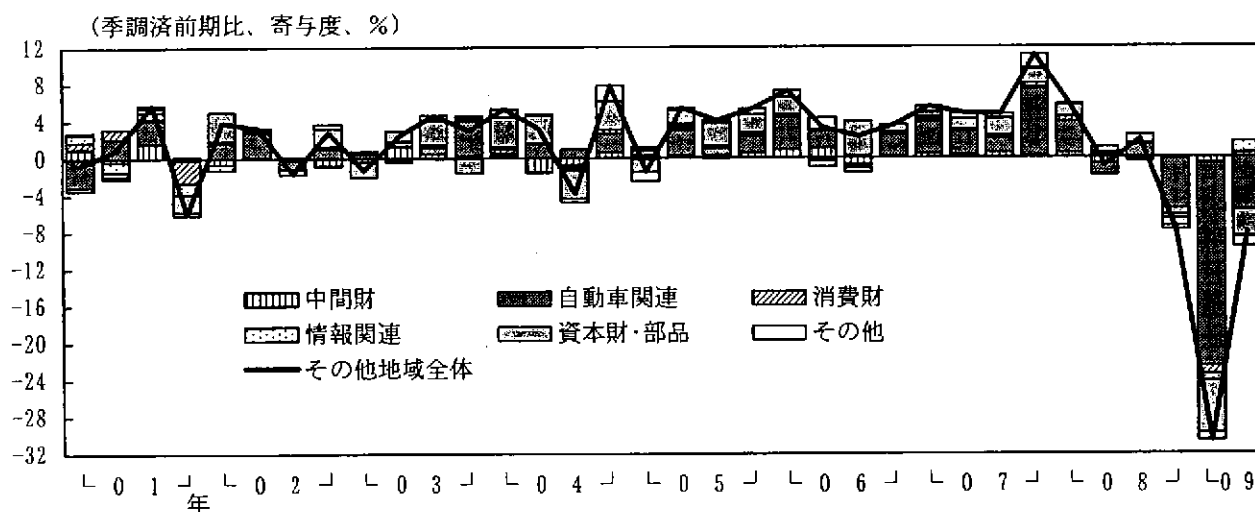 (季調済前期比、寄与度、%)
12
8
4
0
-4
-8
-12
-16
-20
-24
-28
-32
中間財 自動車関連 消費財
情報関連 資本財・部品 その他
その他地域全体
01 02 03 04 05 06 07 08 09
年